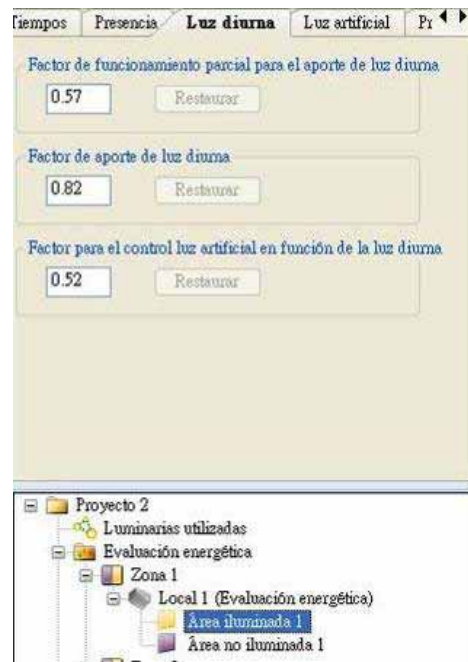 Tiempos Presencia Luz diurna Luz artificial
Factor de funcionamiento parcial para el aporte de luz diurna
0.57 Restaurar
Factor de aporte de luz diurna
0.82 Restaurar
Factor para el control luz artificial en función de la luz diurna
0.52 Restaurar
Proyecto 2
Luminarias utilizadas
Evaluación energética
Zona 1
Local 1 (Evaluación energética)
Área iluminada 1
Área no iluminada 1